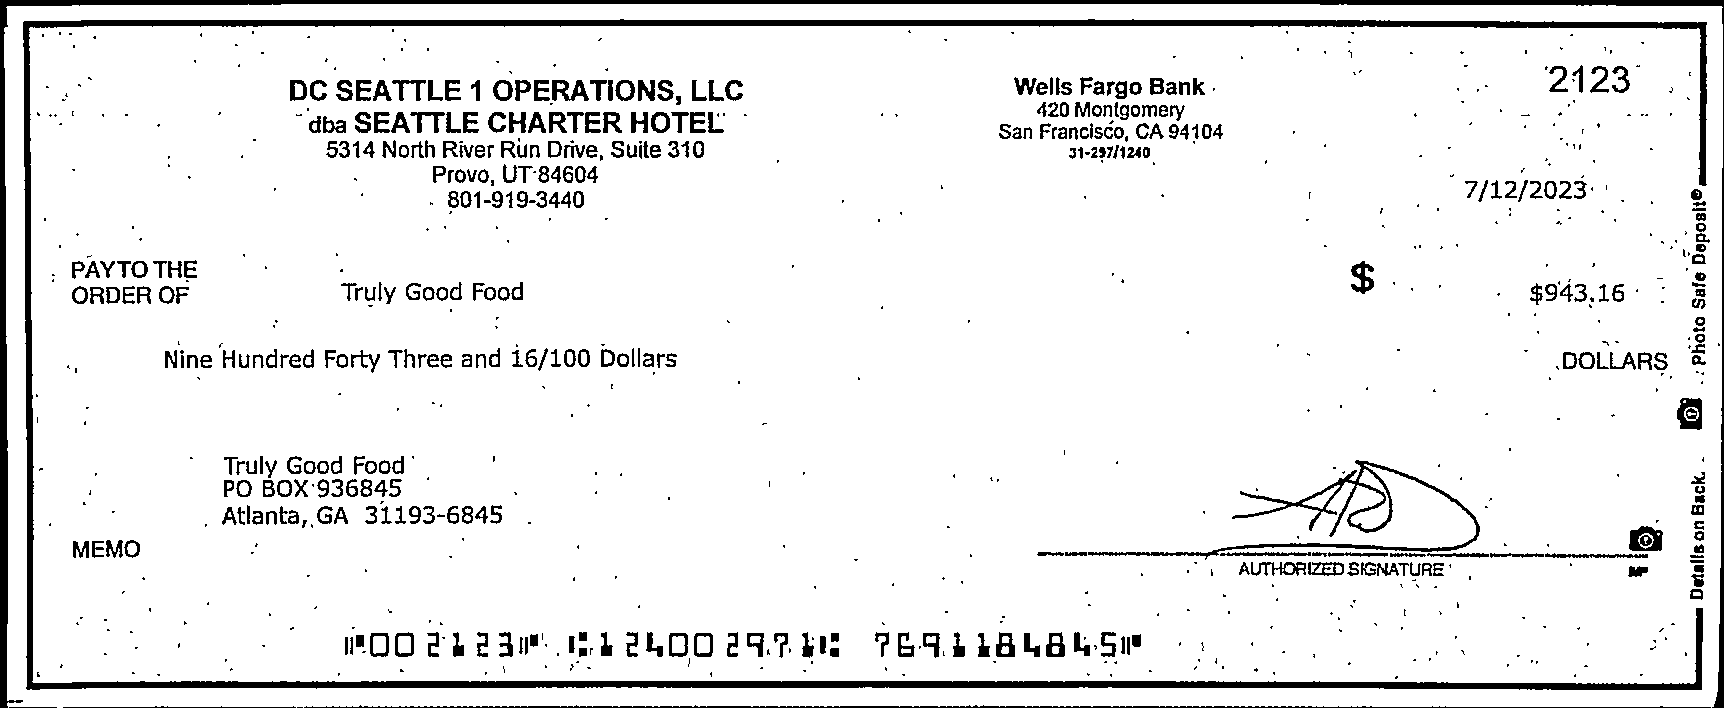 DC SEATTLE 1 OPERATIONS, LLC
dba SEATTLE CHARTER HOTEL
5314 North River Run Drive, Suite 310
Provo, UT 84604
801-919-3440
Wells Fargo Bank
420 Montgomery
San Francisco, CA 94104
31-297/1240
2123
7/12/2023
PAY TO THE
ORDER OF
Truly Good Food
$ $943.16
Nine Hundred Forty Three and 16/100 Dollars
DOLLARS
Truly Good Food
PO BOX 936845
Atlanta, GA 31193-6845
MEMO
AUTHORIZED SIGNATURE
MP
Photo Safe Deposit®
Details on Back.
⑈002123⑈ ⑆124002971⑆ 7691184845⑈